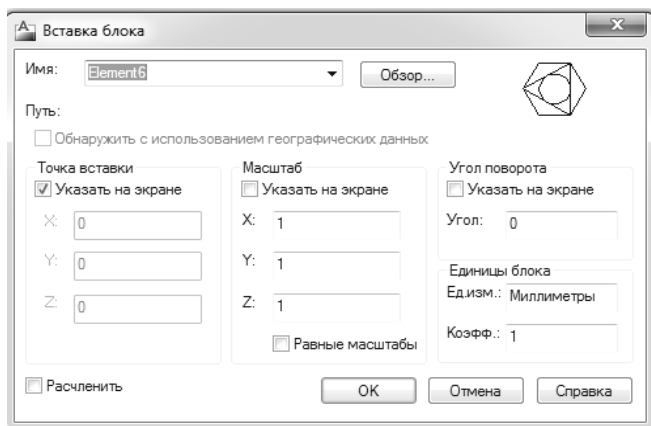 Вставка блока
Имя: Element6 Обзор...
Путь:
Обнаружить с использованием географических данных
Точка вставки Масштаб Угол поворота
Указать на экране Указать на экране Указать на экране
X: 0 X: 1 Угол: 0
Y: 0 Y: 1 Единицы блока
Z: 0 Z: 1 Ед.изм.: Миллиметры
Равные масштабы Коэфф.: 1
Расчленить OK Отмена Справка